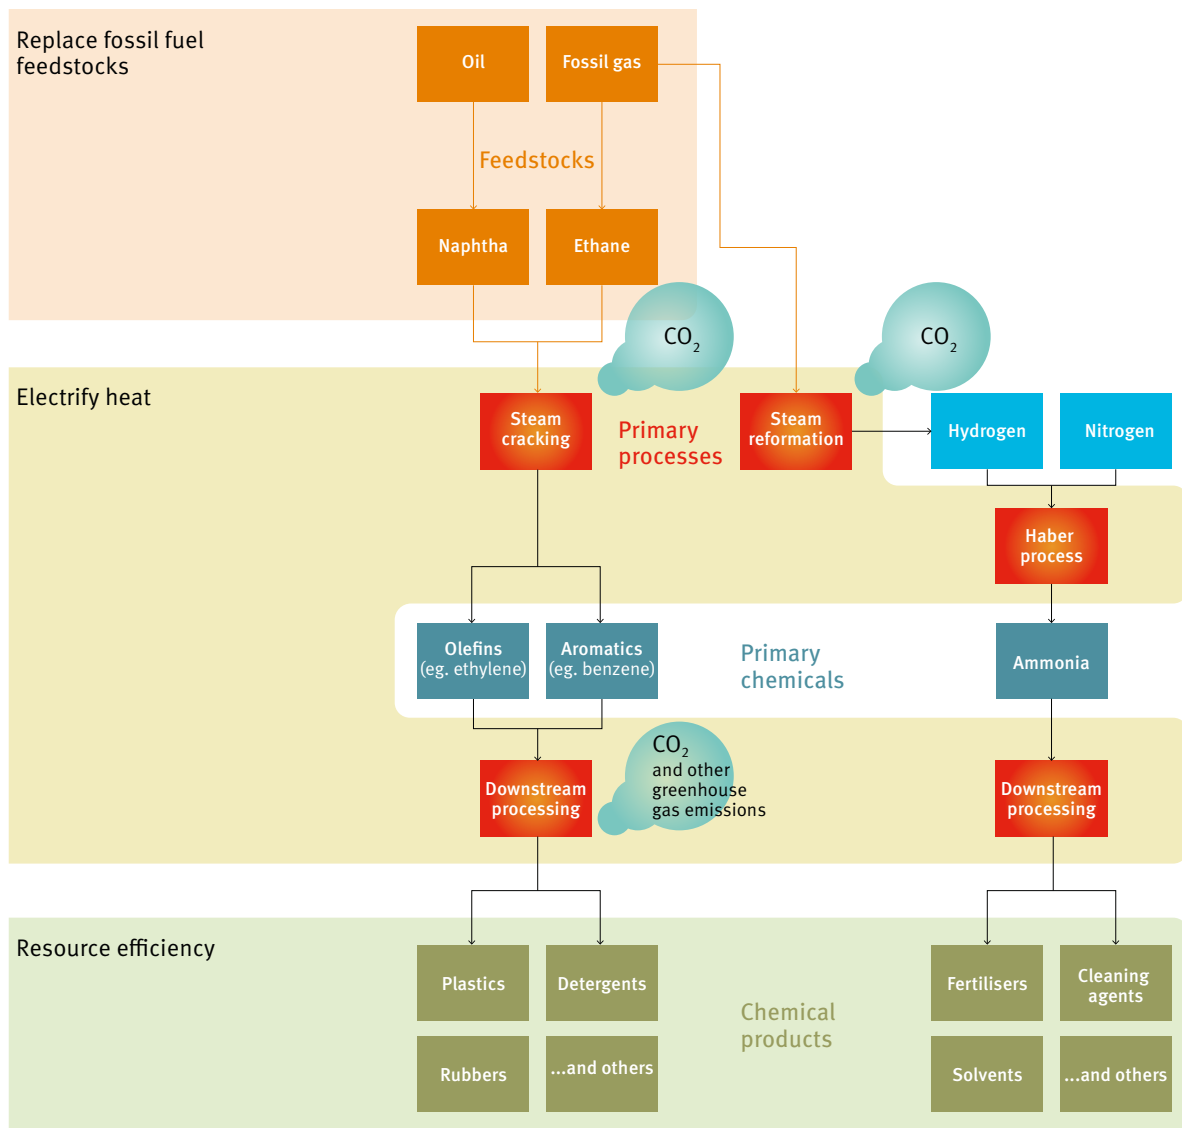 Replace fossil fuel
feedstocks
Oil
Fossil gas
Feedstocks
Naphtha
Ethane
CO₂
CO₂
Electrify heat
Steam
cracking
Primary
processes
Steam
reformation
Hydrogen
Nitrogen
Haber
process
Olefins
(eg. ethylene)
Aromatics
(eg. benzene)
Primary
chemicals
Ammonia
Downstream
processing
CO₂
and other
greenhouse
gas emissions
Downstream
processing
Resource efficiency
Plastics
Detergents
Rubbers
...and others
Chemical
products
Fertilisers
Cleaning
agents
Solvents
...and others